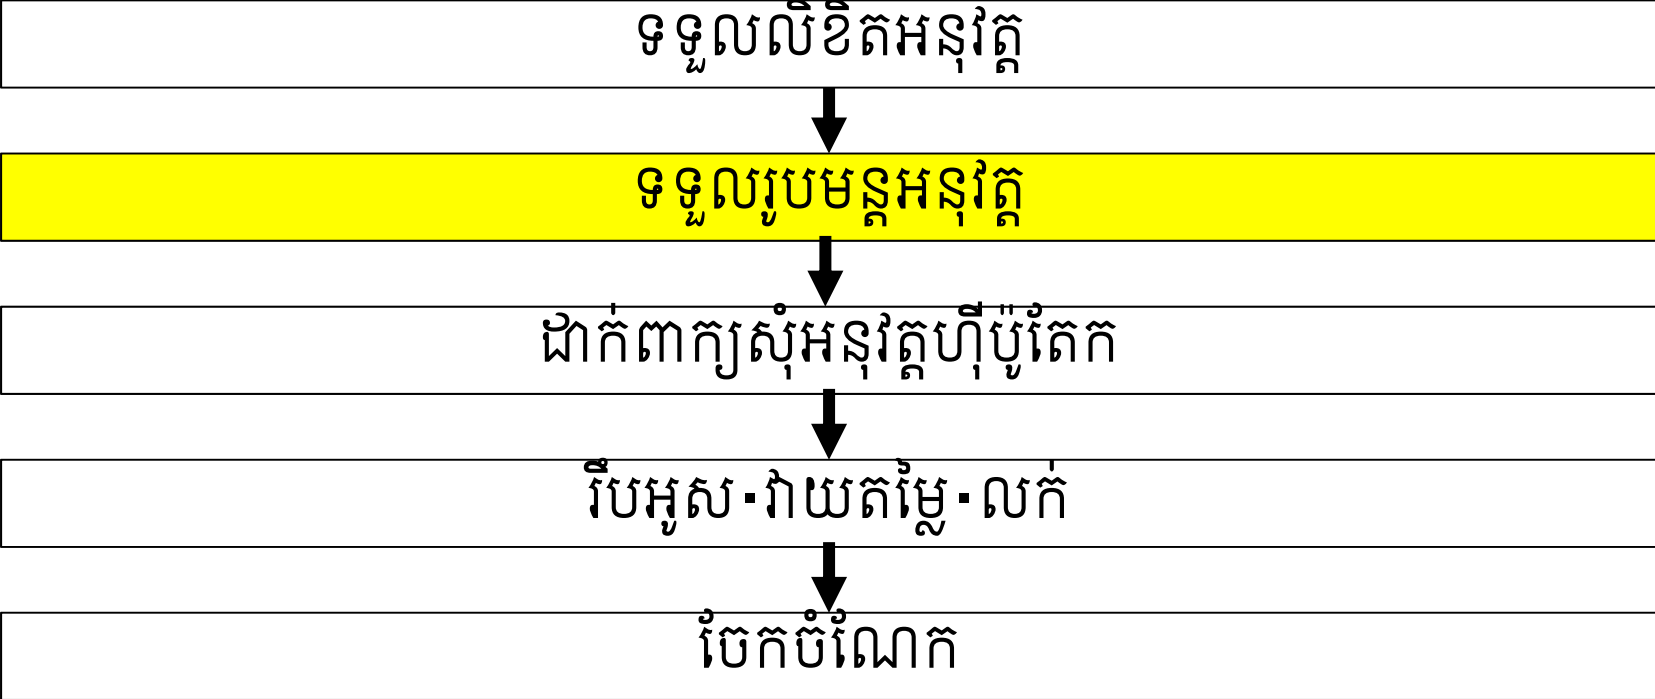 ទទួលលិខិតអនុវត្ត
ទទួលរូបមន្តអនុវត្ត
ដាក់ពាក្យសុំអនុវត្តហ៊ីប៉ូតែក
រឹបអូស·វាយតម្លៃ·លក់
ចែកចំណែក